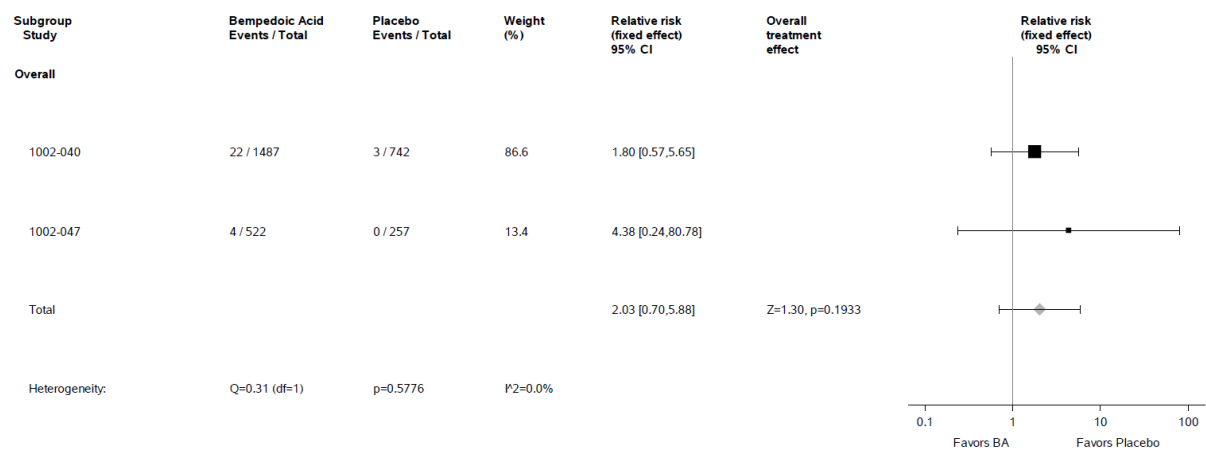 Subgroup Bempedoic Acid Placebo Weight Relative risk Overall Relative risk
Study Events / Total Events / Total (%) (fixed effect) treatment (fixed effect)
95% CI effect 95% CI
Overall
1002-040 22 / 1487 3 / 742 86.6 1.80 [0.57,5.65]
1002-047 4 / 522 0 / 257 13.4 4.38 [0.24,80.78]
Total 2.03 [0.70,5.88] Z=1.30, p=0.1933
Heterogeneity: Q=0.31 (df=1) p=0.5776 I^2=0.0%
0.1 1 10 100
Favors BA Favors Placebo